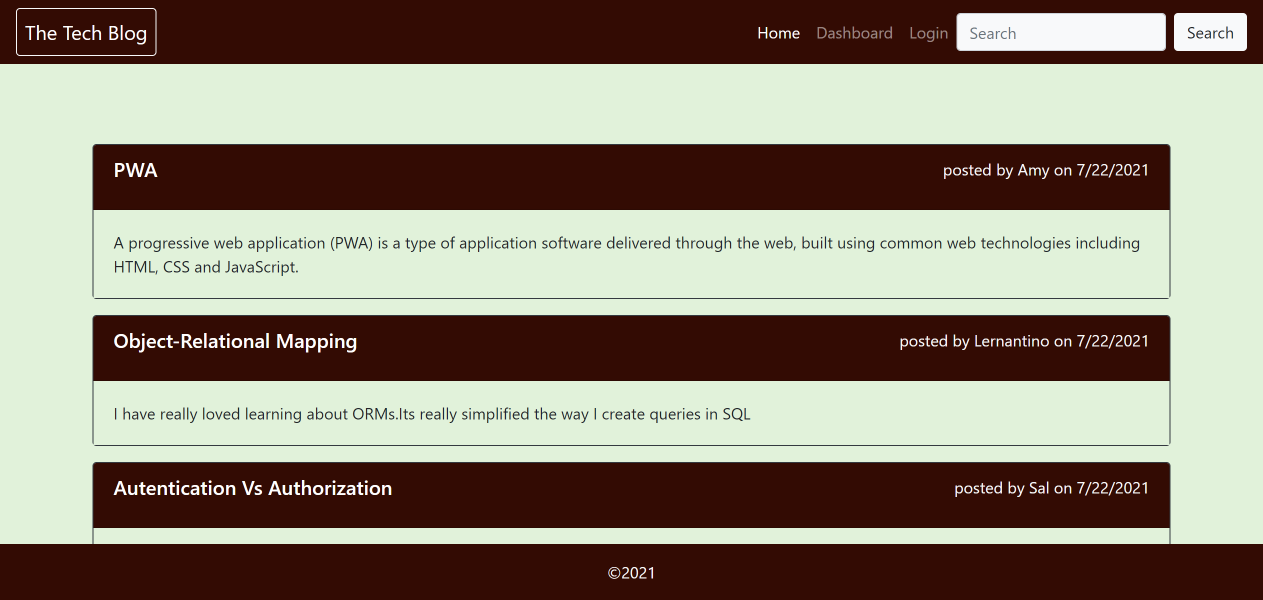 The Tech Blog
Home Dashboard Login Search Search
PWA posted by Amy on 7/22/2021
A progressive web application (PWA) is a type of application software delivered through the web, built using common web technologies including
HTML, CSS and JavaScript.
Object-Relational Mapping posted by Lernantino on 7/22/2021
I have really loved learning about ORMs.Its really simplified the way I create queries in SQL
Autentication Vs Authorization posted by Sal on 7/22/2021
©2021